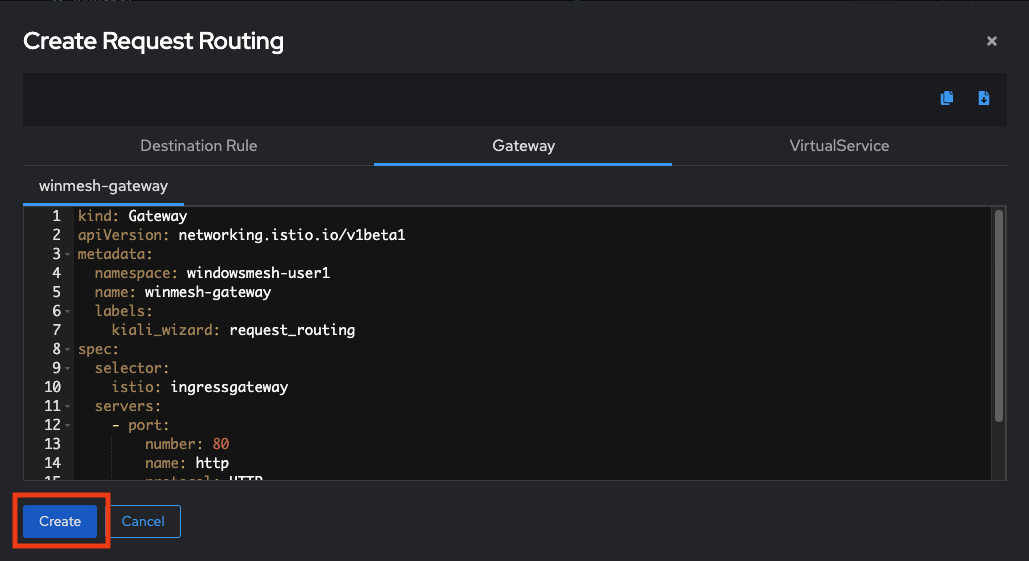 Create Request Routing
Destination Rule Gateway VirtualService
winmesh-gateway
1 kind: Gateway
2 apiVersion: networking.istio.io/v1beta1
3 metadata:
4 namespace: windowsmesh-user1
5 name: winmesh-gateway
6 labels:
7 kiali_wizard: request_routing
8 spec:
9 selector:
10 istio: ingressgateway
11 servers:
12 - port:
13 number: 80
14 name: http
15 protocol: HTTP
Create Cancel